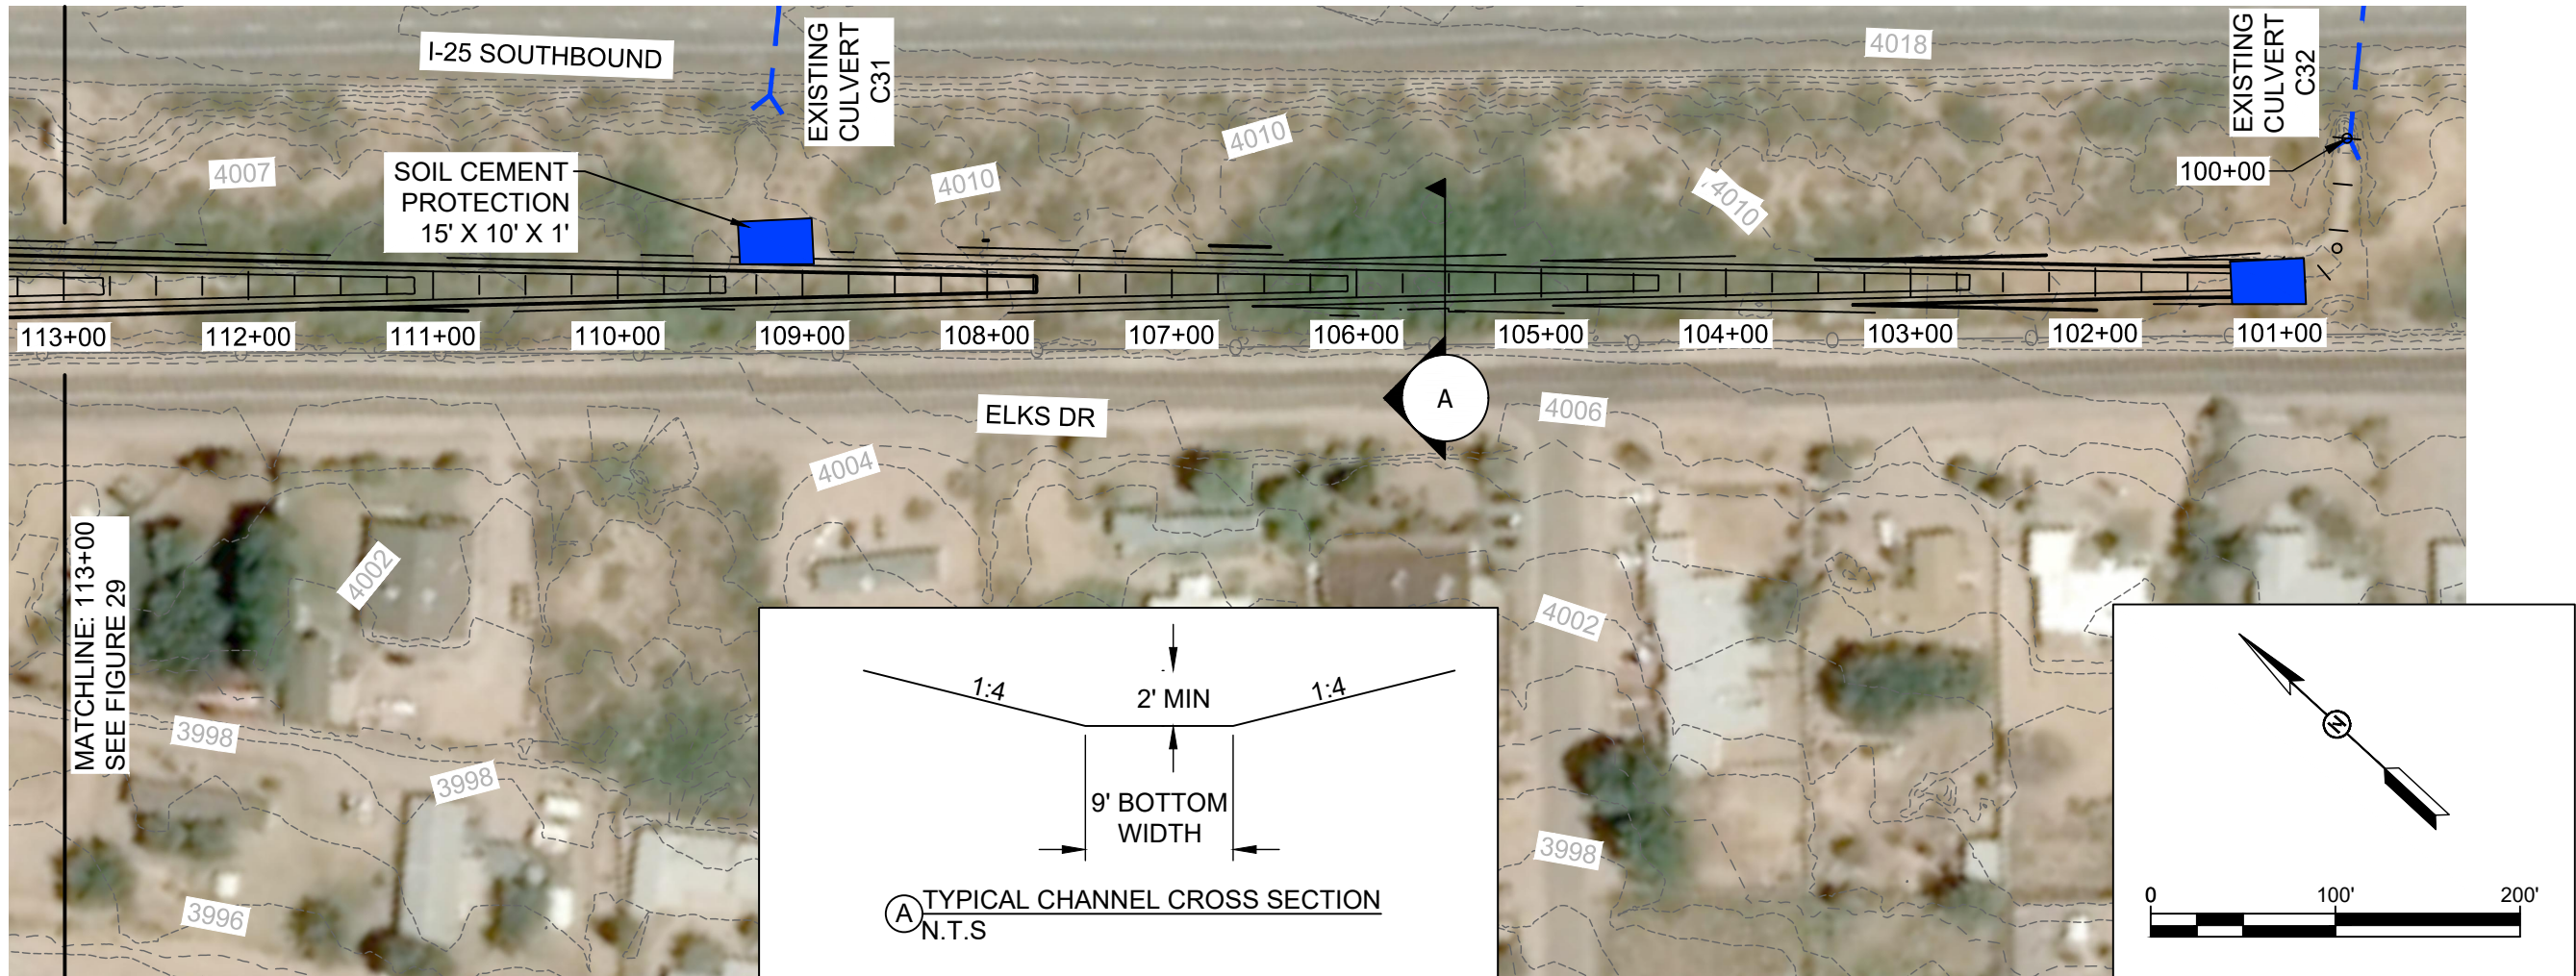 I-25 SOUTHBOUND
EXISTING
CULVERT
C31
4018
EXISTING
CULVERT
C32
4007
SOIL CEMENT
PROTECTION
15' X 10' X 1'
4010
4010
4010
100+00
113+00
112+00
111+00
110+00
109+00
108+00
107+00
106+00
105+00
104+00
103+00
102+00
101+00
A
ELKS DR
4006
4004
4002
4002
MATCHLINE: 113+00
SEE FIGURE 29
3998
3998
3998
3996
1:4
2' MIN
1:4
9' BOTTOM
WIDTH
A TYPICAL CHANNEL CROSS SECTION
N.T.S
N
0 100' 200'